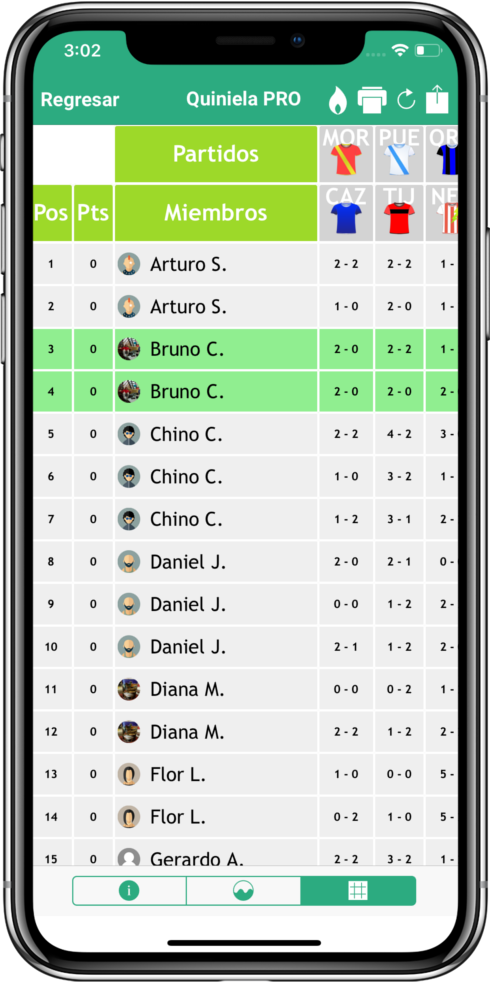 3:02
Regresar Quiniela PRO
Partidos MOR PUE OR
Pos Pts Miembros CAZ TIJ NE
1 0 Arturo S. 2 - 2 2 - 2 1 -
2 0 Arturo S. 1 - 0 2 - 0 1 -
3 0 Bruno C. 2 - 0 2 - 2 1 -
4 0 Bruno C. 2 - 0 2 - 0 2 -
5 0 Chino C. 2 - 2 4 - 2 3 -
6 0 Chino C. 1 - 0 3 - 2 1 -
7 0 Chino C. 1 - 2 3 - 1 2 -
8 0 Daniel J. 2 - 0 2 - 1 0 -
9 0 Daniel J. 0 - 0 1 - 2 2 -
10 0 Daniel J. 2 - 1 1 - 2 2 -
11 0 Diana M. 0 - 0 0 - 2 1 -
12 0 Diana M. 2 - 2 1 - 2 2 -
13 0 Flor L. 1 - 0 0 - 0 5 -
14 0 Flor L. 0 - 2 1 - 0 5 -
15 0 Gerardo A. 2 - 2 3 - 2 1 -